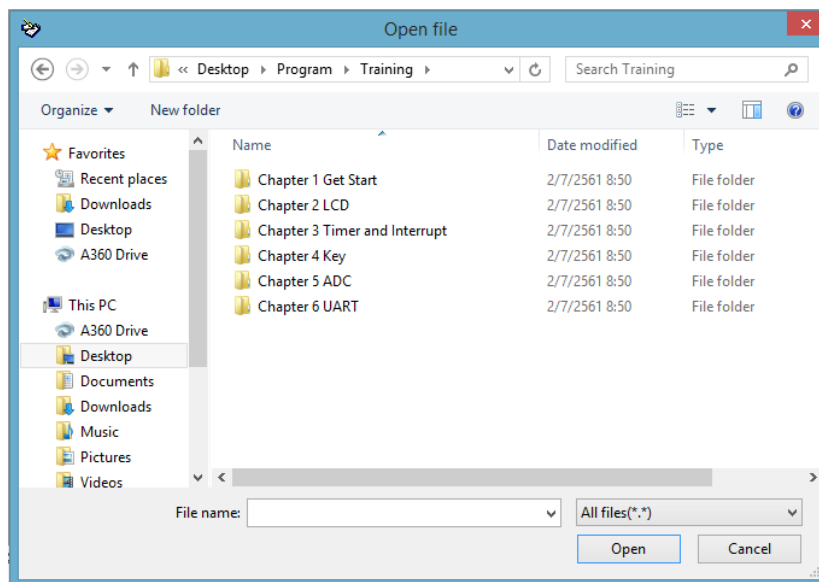 Open file
« Desktop Program Training
Search Training
Organize New folder
Name Date modified Type
Favorites
Recent places
Downloads
Desktop
A360 Drive
This PC
A360 Drive
Desktop
Documents
Downloads
Music
Pictures
Videos
Chapter 1 Get Start 2/7/2561 8:50 File folder
Chapter 2 LCD 2/7/2561 8:50 File folder
Chapter 3 Timer and Interrupt 2/7/2561 8:50 File folder
Chapter 4 Key 2/7/2561 8:50 File folder
Chapter 5 ADC 2/7/2561 8:50 File folder
Chapter 6 UART 2/7/2561 8:50 File folder
File name: All files(*.*)
Open Cancel